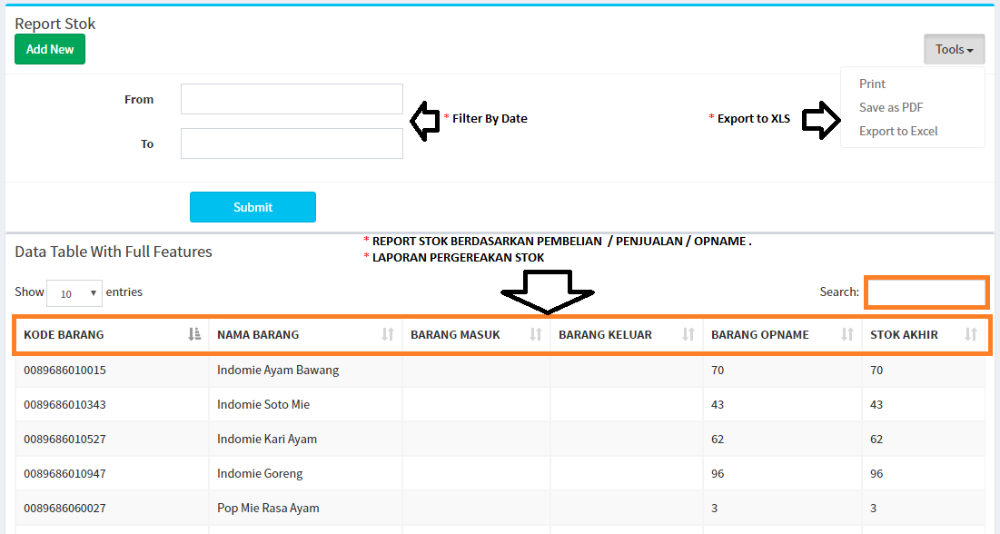 Report Stok
Add New
Tools
Print
Save as PDF
Export to Excel
From
To
* Filter By Date
* Export to XLS
Submit
* REPORT STOK BERDASARKAN PEMBELIAN / PENJUALAN / OPNAME .
* LAPORAN PERGEREAKAN STOK
Data Table With Full Features
Show 10 entries
Search:
KODE BARANG NAMA BARANG BARANG MASUK BARANG KELUAR BARANG OPNAME STOK AKHIR
0089686010015 Indomie Ayam Bawang 70 70
0089686010343 Indomie Soto Mie 43 43
0089686010527 Indomie Kari Ayam 62 62
0089686010947 Indomie Goreng 96 96
0089686060027 Pop Mie Rasa Ayam 3 3